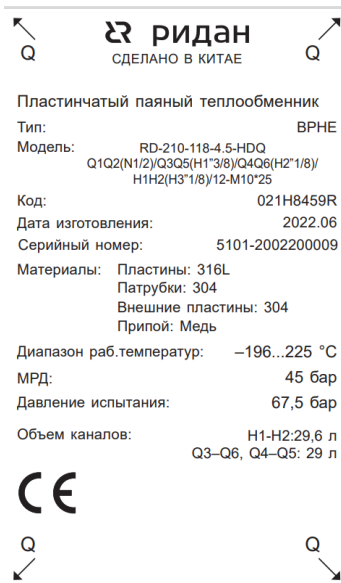 Q ридан Q
СДЕЛАНО В КИТАЕ
Пластинчатый паяный теплообменник
Тип: BPHE
Модель: RD-210-118-4.5-HDQ
Q1Q2(N1/2)/Q3Q5(H1"3/8)/Q4Q6(H2"1/8)/
H1H2(H3"1/8)/12-M10*25
Код: 021H8459R
Дата изготовления: 2022.06
Серийный номер: 5101-2002200009
Материалы: Пластины: 316L
Патрубки: 304
Внешние пластины: 304
Припой: Медь
Диапазон раб.температур: –196...225 °C
МРД: 45 бар
Давление испытания: 67,5 бар
Объем каналов: H1-H2:29,6 л
Q3–Q6, Q4–Q5: 29 л
CE
Q Q